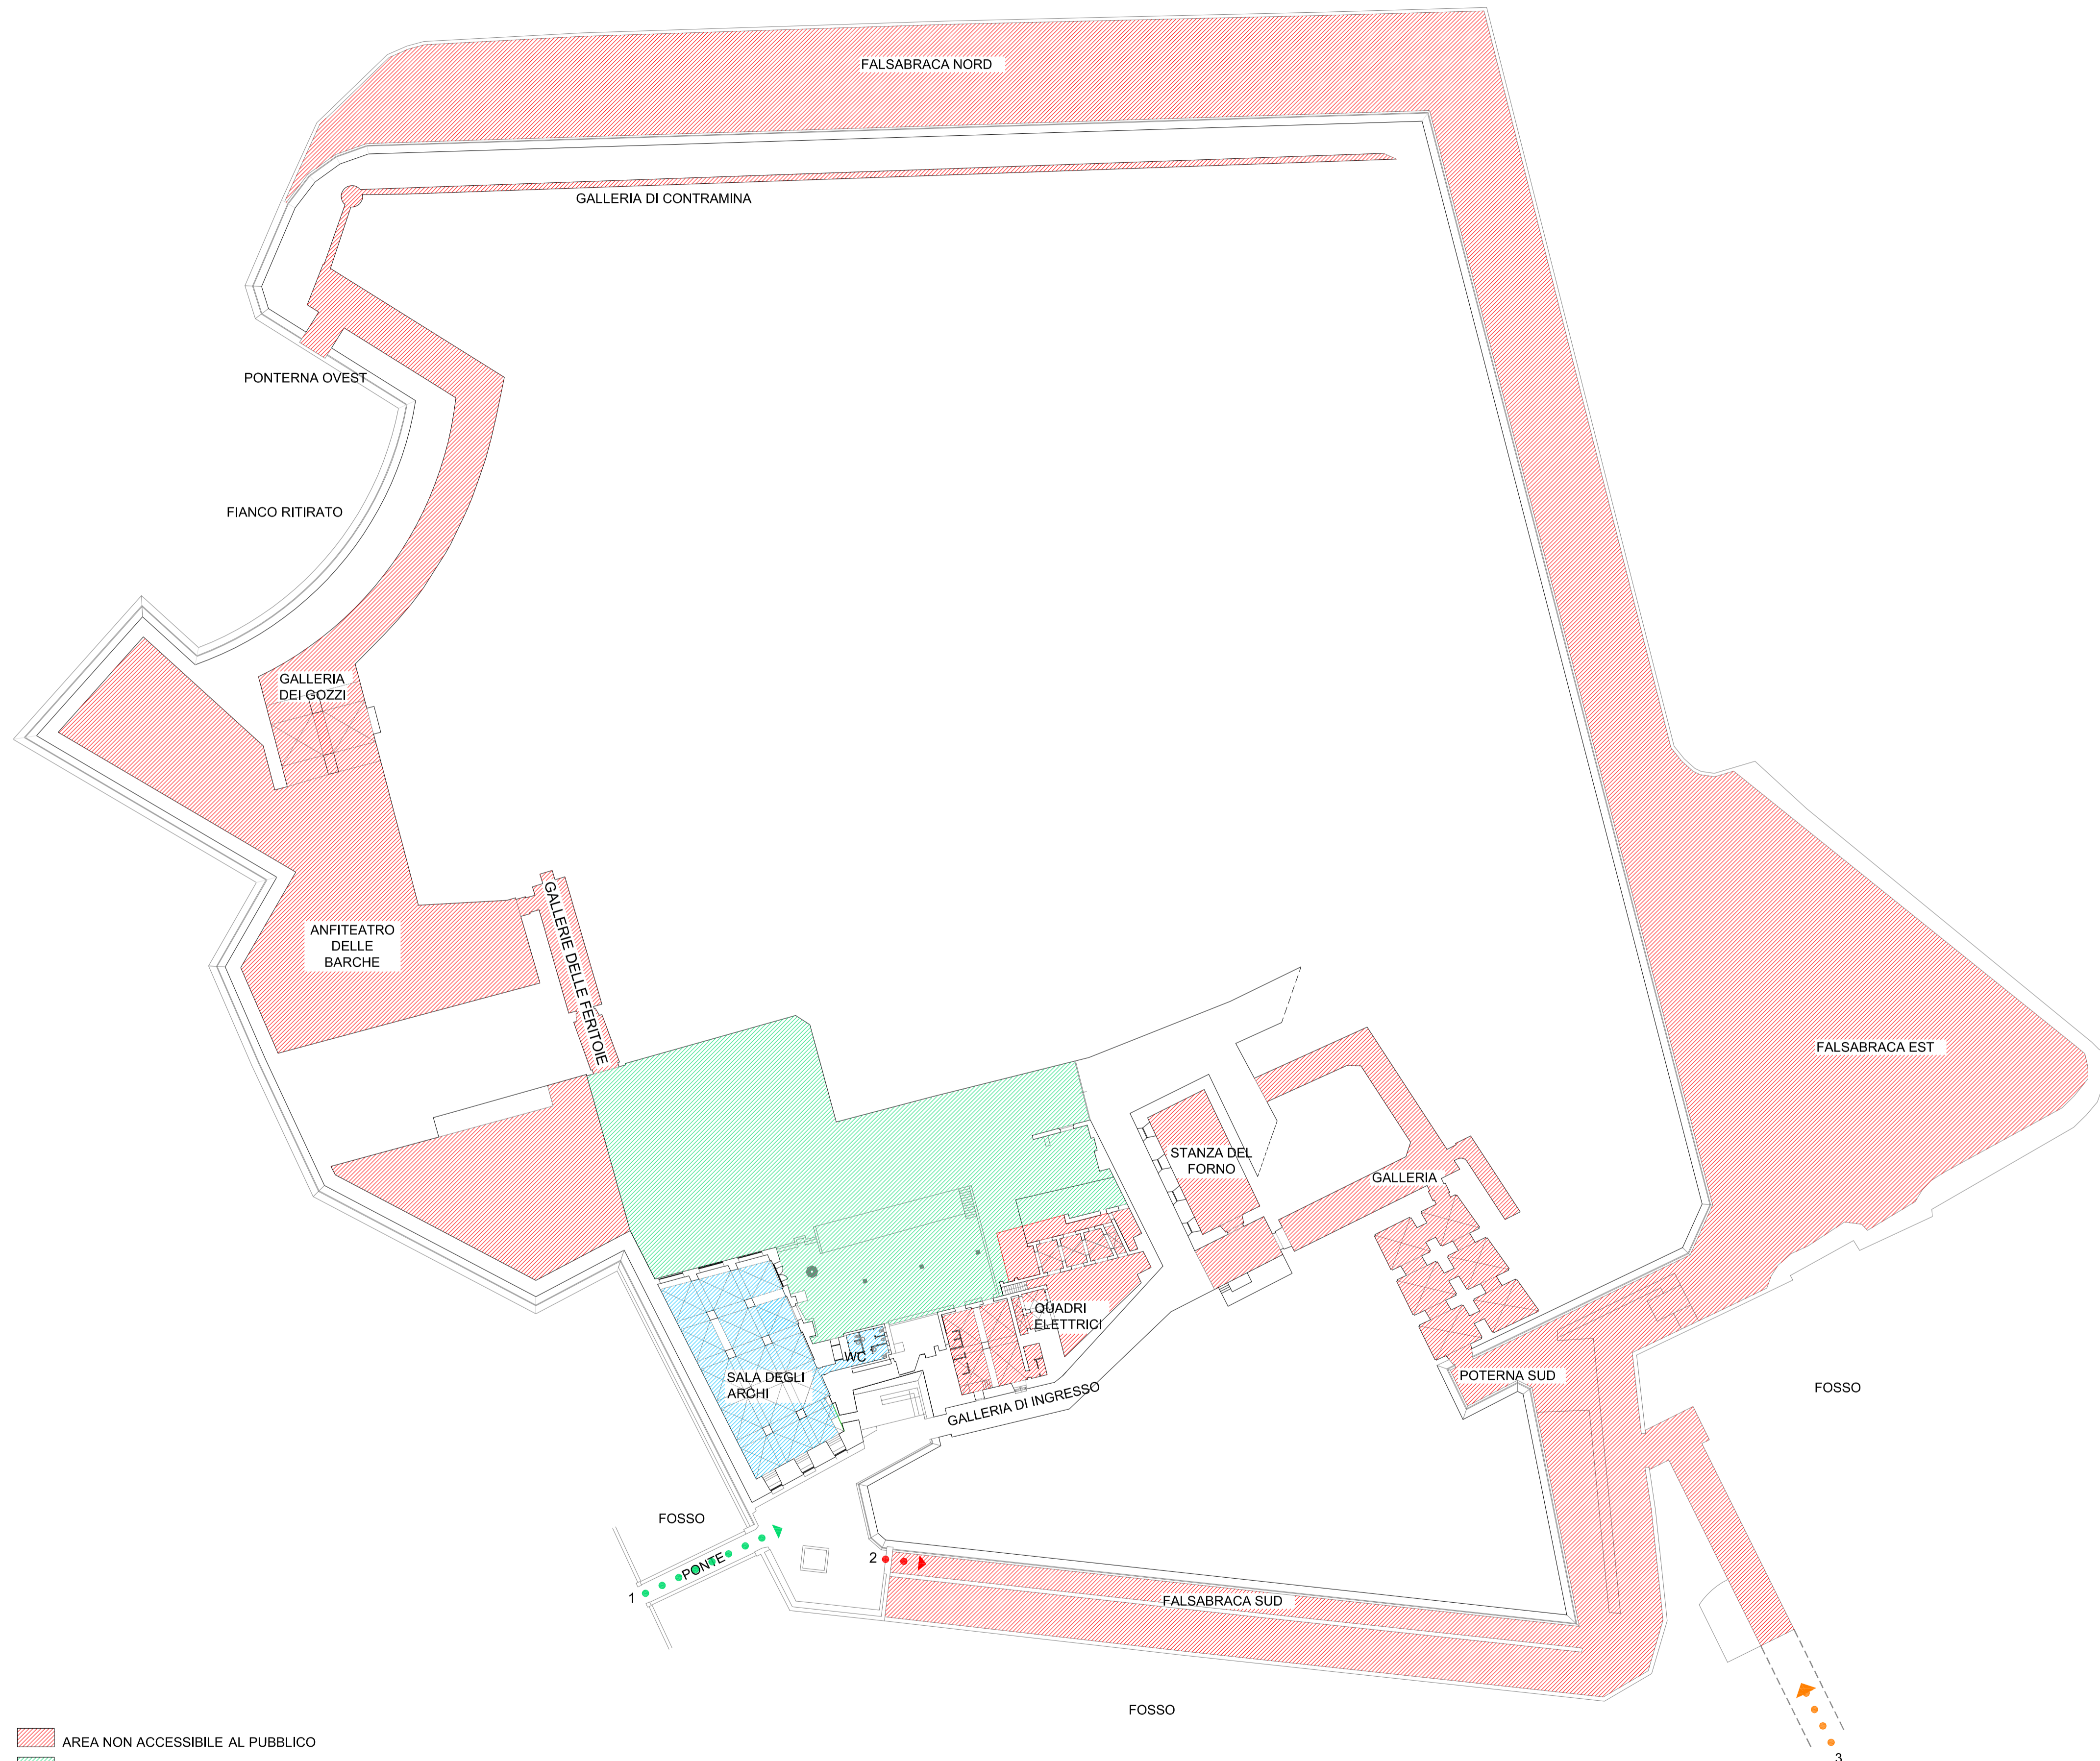 FALSABRACA NORD
GALLERIA DI CONTRAMINA
PONTERNA OVEST
FIANCO RITIRATO
GALLERIA
DEI GOZZI
GALLERIE DELLE FERITOIE
ANFITEATRO
DELLE
BARCHE
FALSABRACA EST
STANZA DEL
FORNO
GALLERIA
QUADRI
ELETTRICI
WC
SALA DEGLI
ARCHI
POTERNA SUD
FOSSO
GALLERIA DI INGRESSO
FOSSO
PONTE
1
2
FALSABRACA SUD
FOSSO
AREA NON ACCESSIBILE AL PUBBLICO
3